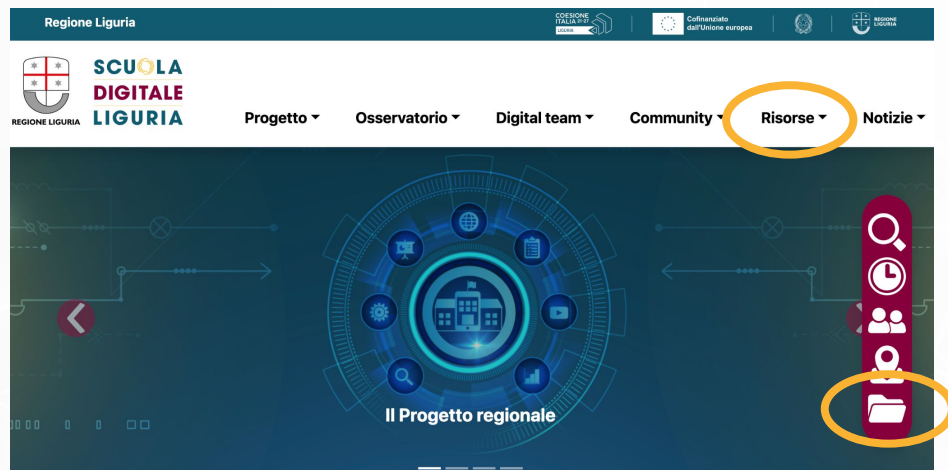 Regione Liguria
COESIONE
ITALIA 21-27
LIGURIA
Cofinanziato
dall'Unione europea
REGIONE
LIGURIA
REGIONE LIGURIA
SCUOLA
DIGITALE
LIGURIA
Progetto
Osservatorio
Digital team
Community
Risorse
Notizie
Il Progetto regionale